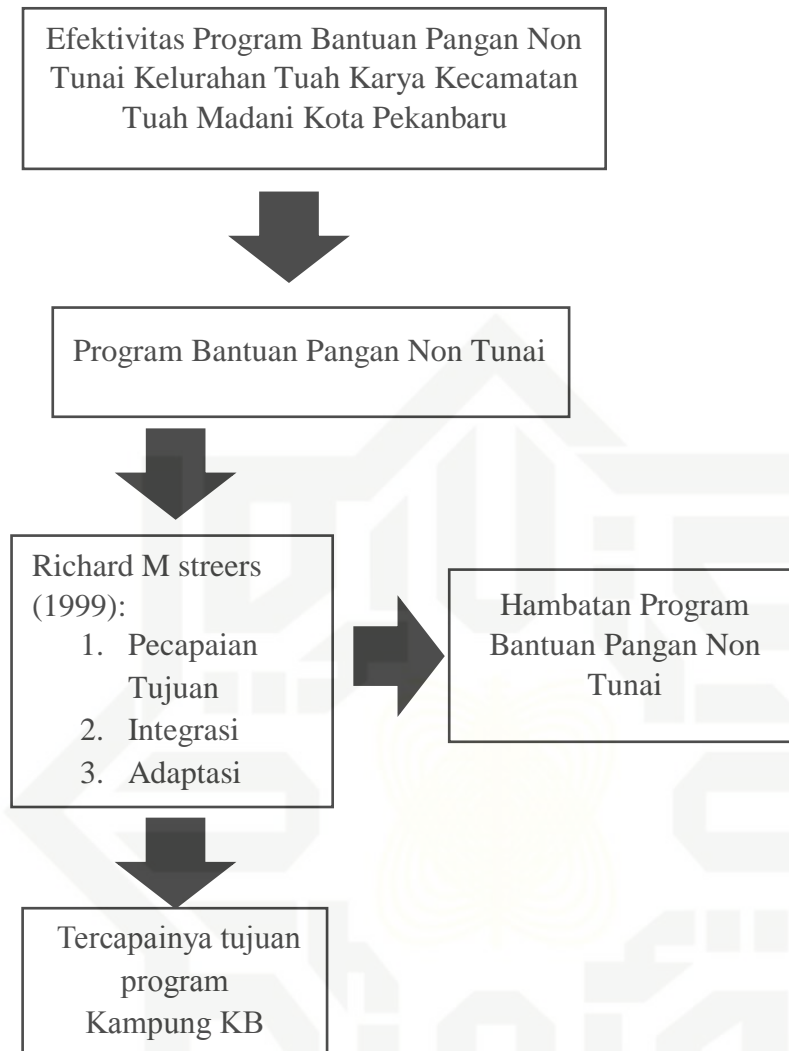 Efektivitas Program Bantuan Pangan Non
Tunai Kelurahan Tuah Karya Kecamatan
Tuah Madani Kota Pekanbaru
Program Bantuan Pangan Non Tunai
Richard M streers
(1999):
1. Pecapaian
Tujuan
2. Integrasi
3. Adaptasi
Hambatan Program
Bantuan Pangan Non
Tunai
Tercapainya tujuan
program
Kampung KB